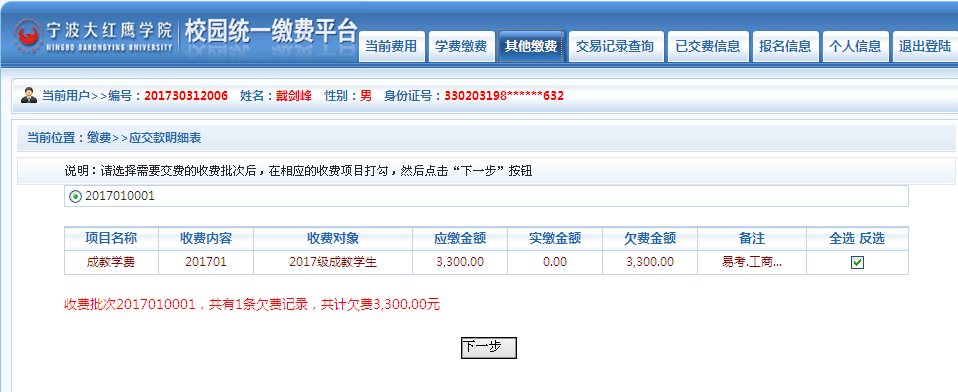 宁波大红鹰学院 校园统一缴费平台
NINGBO DAHONGYING UNIVERSITY
当前费用 学费缴费 其他缴费 交易记录查询 已交费信息 报名信息 个人信息 退出登陆
当前用户>>编号：201730312006 姓名：戴剑峰 性别：男 身份证号：330203198******632
当前位置：缴费>>应交款明细表
说明：请选择需要交费的收费批次后，在相应的收费项目打勾，然后点击“下一步”按钮
2017010001
项目名称 收费内容 收费对象 应缴金额 实缴金额 欠费金额 备注 全选 反选
成教学费 201701 2017级成教学生 3,300.00 0.00 3,300.00 易考.工商...
收费批次2017010001，共有1条欠费记录，共计欠费3,300.00元
下一步